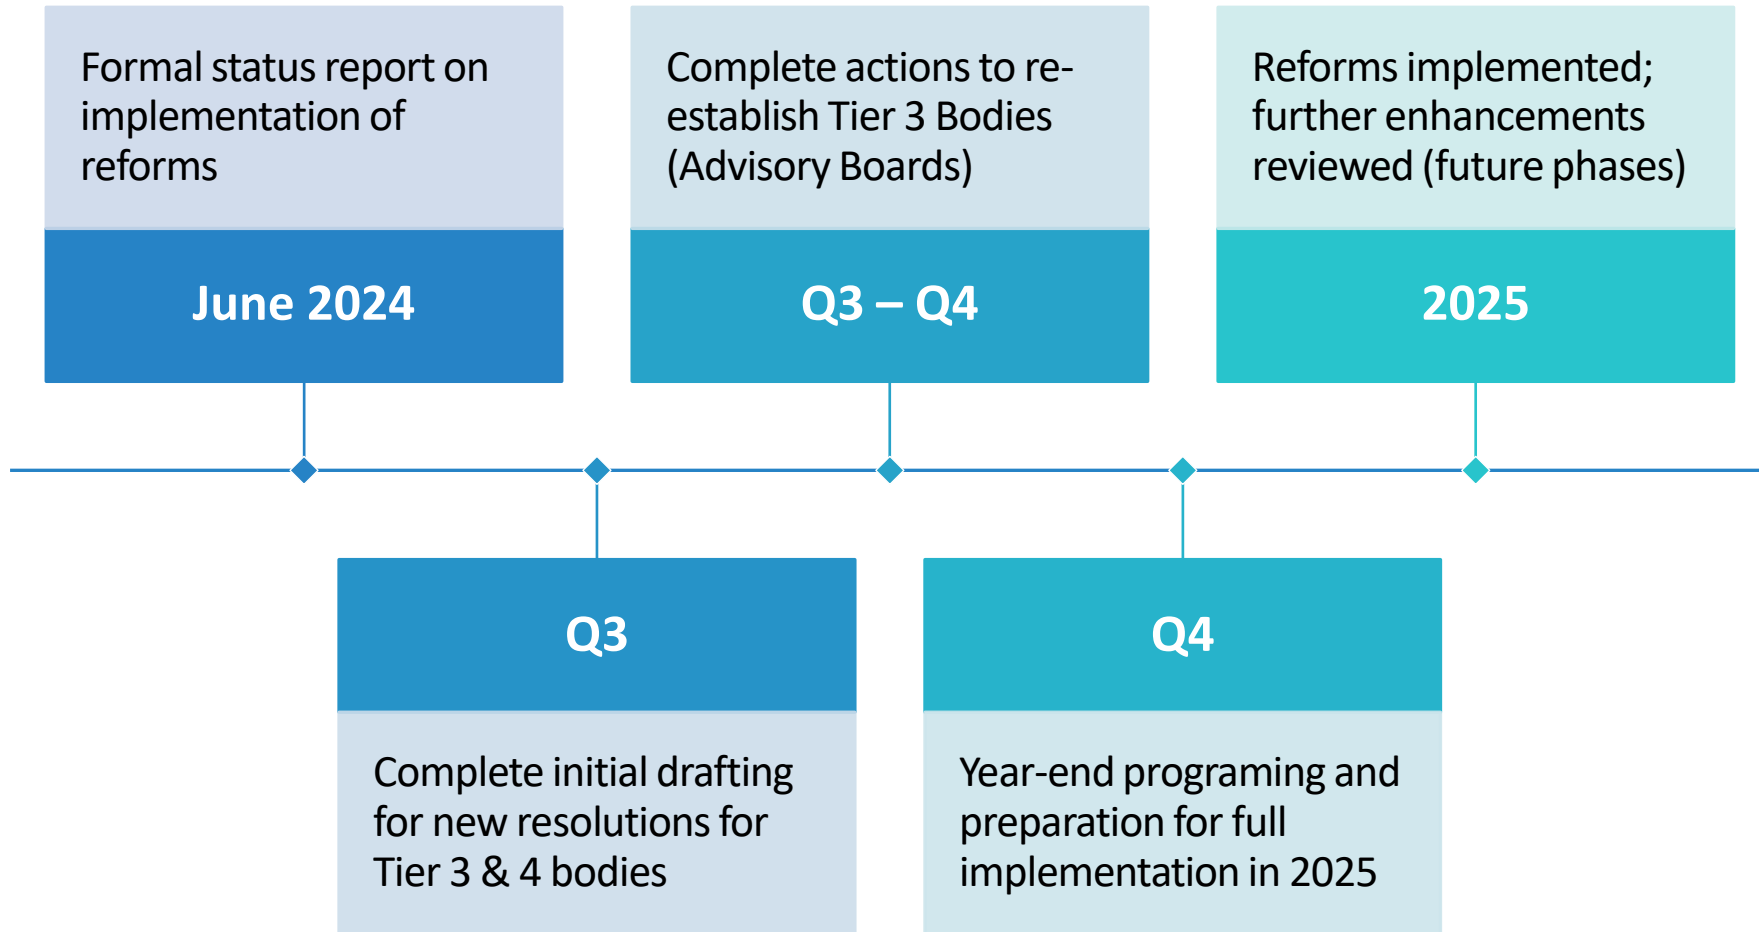 Formal status report on
implementation of
reforms
June 2024
Q3
Complete initial drafting
for new resolutions for
Tier 3 & 4 bodies
Complete actions to re-
establish Tier 3 Bodies
(Advisory Boards)
Q3 – Q4
Q4
Year-end programing and
preparation for full
implementation in 2025
Reforms implemented;
further enhancements
reviewed (future phases)
2025